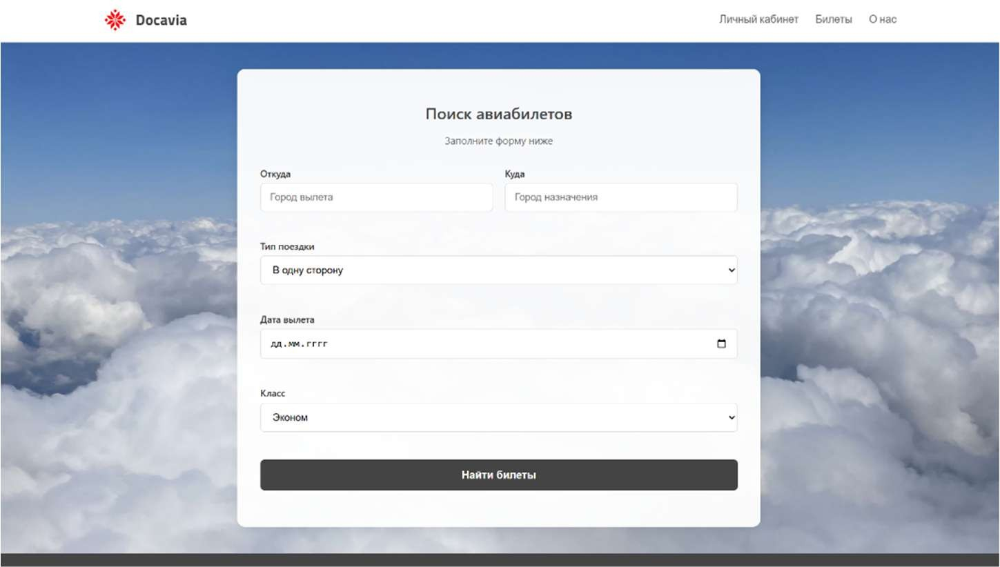 Docavia
Личный кабинет Билеты О нас
Поиск авиабилетов
Заполните форму ниже
Откуда
Город вылета
Куда
Город назначения
Тип поездки
В одну сторону
Дата вылета
дд.мм.гггг
Класс
Эконом
Найти билеты